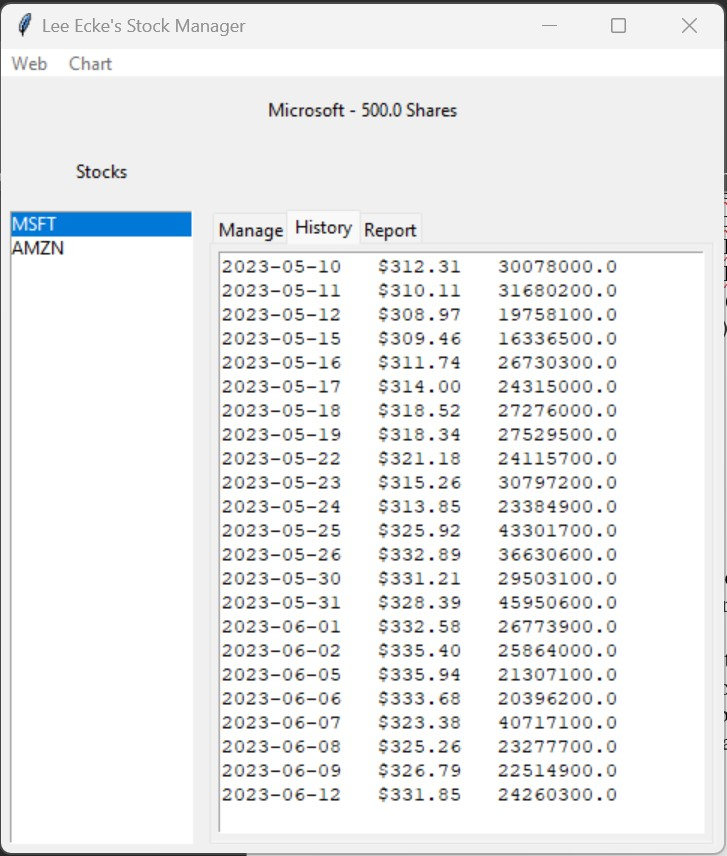 Lee Ecke's Stock Manager
Web Chart
Microsoft - 500.0 Shares
Stocks
MSFT
AMZN
Manage History Report
2023-05-10 $312.31 30078000.0
2023-05-11 $310.11 31680200.0
2023-05-12 $308.97 19758100.0
2023-05-15 $309.46 16336500.0
2023-05-16 $311.74 26730300.0
2023-05-17 $314.00 24315000.0
2023-05-18 $318.52 27276000.0
2023-05-19 $318.34 27529500.0
2023-05-22 $321.18 24115700.0
2023-05-23 $315.26 30797200.0
2023-05-24 $313.85 23384900.0
2023-05-25 $325.92 43301700.0
2023-05-26 $332.89 36630600.0
2023-05-30 $331.21 29503100.0
2023-05-31 $328.39 45950600.0
2023-06-01 $332.58 26773900.0
2023-06-02 $335.40 25864000.0
2023-06-05 $335.94 21307100.0
2023-06-06 $333.68 20396200.0
2023-06-07 $323.38 40717100.0
2023-06-08 $325.26 23277700.0
2023-06-09 $326.79 22514900.0
2023-06-12 $331.85 24260300.0